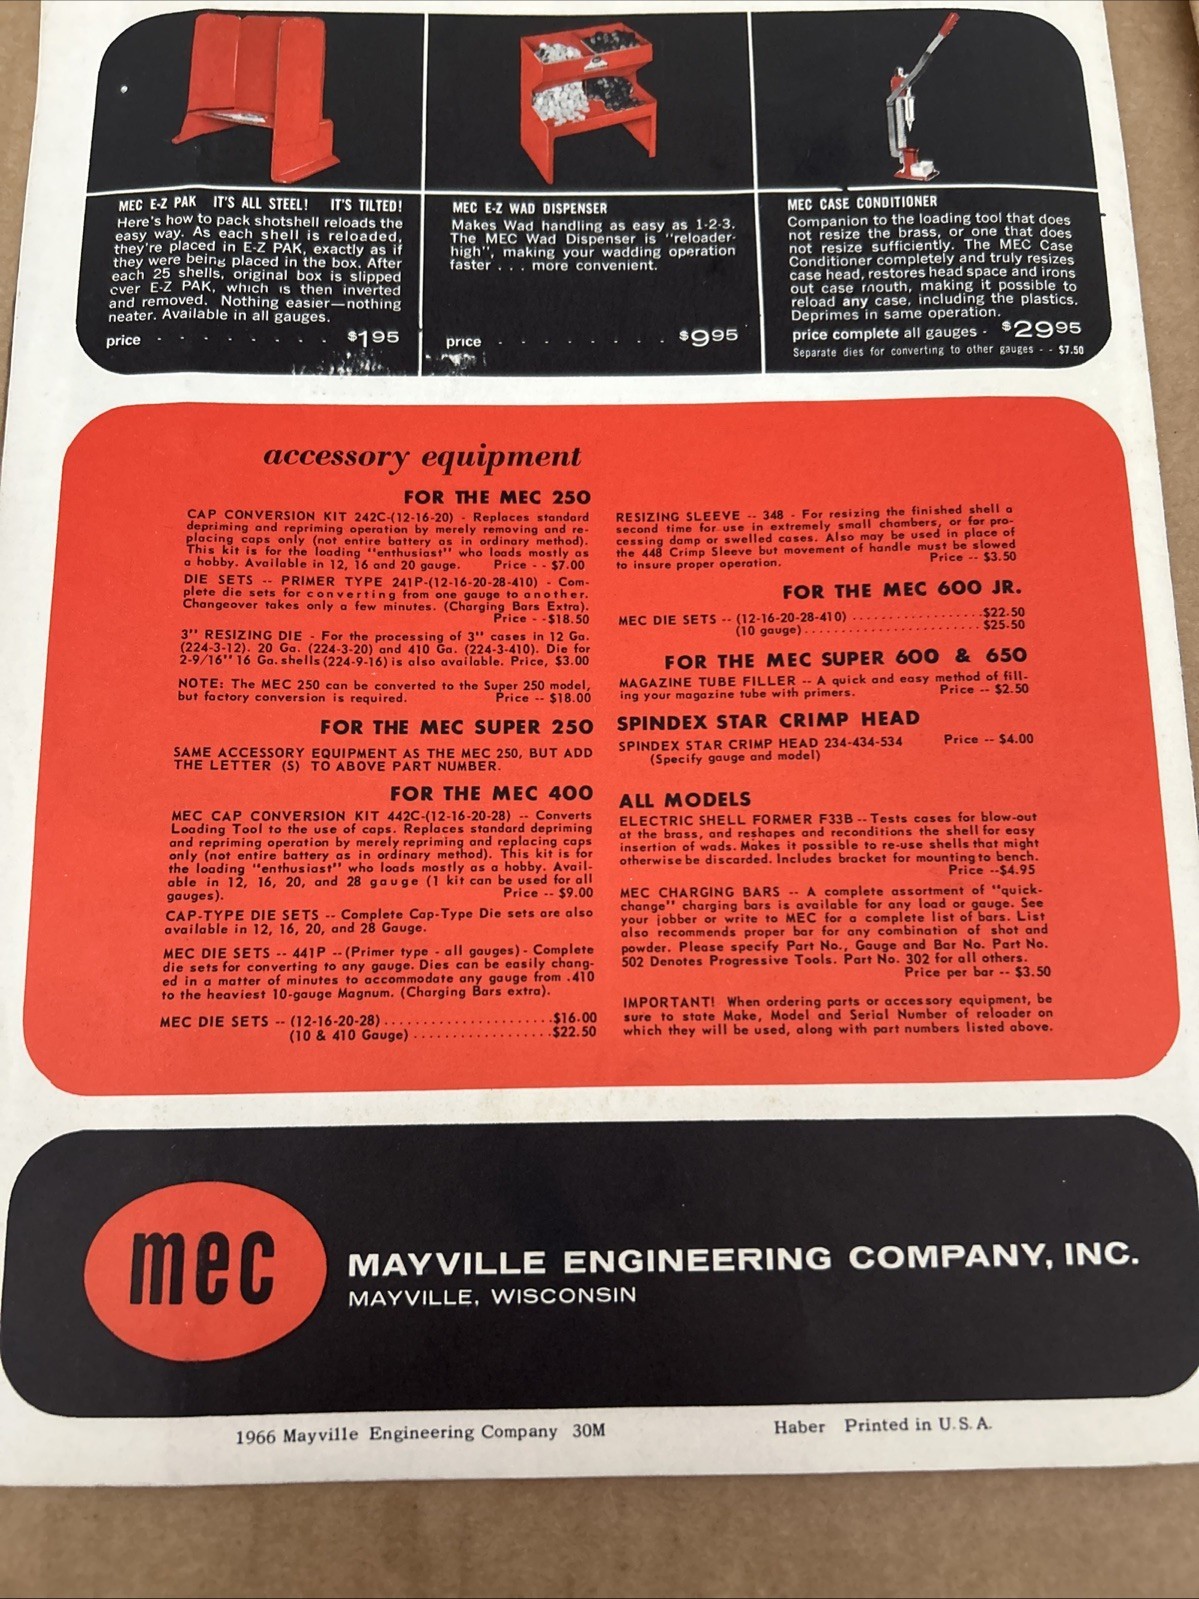 MEC E-Z PAK IT'S ALL STEEL! IT'S TILTED!
Here's how to pack shotshell reloads the
easy way. As each shell is reloaded,
they're placed in E-Z PAK, exactly as if
they were being placed in the box. After
each 25 shells, original box is slipped
over E-Z PAK, which is then inverted
and removed. Nothing easier—nothing
neater. Available in all gauges.
price . . . . . . . . $1 95
MEC E-Z WAD DISPENSER
Makes Wad handling as easy as 1-2-3.
The MEC Wad Dispenser is "reloader-
high", making your wadding operation
faster . . . more convenient.
price . . . . . . . . $9 95
MEC CASE CONDITIONER
Companion to the loading tool that does
not resize the brass, or one that does
not resize sufficiently. The MEC Case
Conditioner completely and truly resizes
case head, restores head space and irons
out case mouth, making it possible to
reload any case, including the plastics.
Deprimes in same operation.
price complete all gauges - $29 95
Separate dies for converting to other gauges - - $7.50
accessory equipment
FOR THE MEC 250
CAP CONVERSION KIT 242C-(12-16-20) - Replaces standard
depriming and repriming operation by merely removing and re-
placing caps only (not entire battery as in ordinary method).
This kit is for the loading "enthusiast" who loads mostly as
a hobby. Available in 12, 16 and 20 gauge. Price - - $7.00
DIE SETS -- PRIMER TYPE 241P-(12-16-20-28-410) - Com-
plete die sets for converting from one gauge to another.
Changeover takes only a few minutes. (Charging Bars Extra).
Price - -$18.50
3" RESIZING DIE - For the processing of 3" cases in 12 Ga.
(224-3-12). 20 Ga. (224-3-20) and 410 Ga. (224-3-410). Die for
2-9/16" 16 Ga. shells (224-9-16) is also available. Price, $3.00
NOTE: The MEC 250 can be converted to the Super 250 model,
but factory conversion is required. Price -- $18.00
FOR THE MEC SUPER 250
SAME ACCESSORY EQUIPMENT AS THE MEC 250, BUT ADD
THE LETTER (S) TO ABOVE PART NUMBER.
FOR THE MEC 400
MEC CAP CONVERSION KIT 442C-(12-16-20-28) -- Converts
Loading Tool to the use of caps. Replaces standard depriming
and repriming operation by merely repriming and replacing caps
only (not entire battery as in ordinary method). This kit is for
the loading "enthusiast" who loads mostly as a hobby. Avail-
able in 12, 16, 20, and 28 gauge (1 kit can be used for all
gauges). Price -- $9.00
CAP-TYPE DIE SETS -- Complete Cap-Type Die sets are also
available in 12, 16, 20, and 28 Gauge.
MEC DIE SETS -- 441P -- (Primer type - all gauges) - Complete
die sets for converting to any gauge. Dies can be easily chang-
ed in a matter of minutes to accommodate any gauge from .410
to the heaviest 10-gauge Magnum. (Charging Bars extra).
MEC DIE SETS -- (12-16-20-28) ........................ $16.00
(10 & 410 Gauge) .................... $22.50
RESIZING SLEEVE -- 348 - For resizing the finished shell a
second time for use in extremely small chambers, or for pro-
cessing damp or swelled cases. Also may be used in place of
the 448 Crimp Sleeve but movement of handle must be slowed
to insure proper operation. Price -- $3.50
FOR THE MEC 600 JR.
MEC DIE SETS -- (12-16-20-28-410) .................. $22.50
(10 gauge) ........................ $25.50
FOR THE MEC SUPER 600 & 650
MAGAZINE TUBE FILLER -- A quick and easy method of fill-
ing your magazine tube with primers. Price -- $2.50
SPINDEX STAR CRIMP HEAD
SPINDEX STAR CRIMP HEAD 234-434-534 Price -- $4.00
(Specify gauge and model)
ALL MODELS
ELECTRIC SHELL FORMER F33B -- Tests cases for blow-out
at the brass, and reshapes and reconditions the shell for easy
insertion of wads. Makes it possible to re-use shells that might
otherwise be discarded. Includes bracket for mounting to bench.
Price --$4.95
MEC CHARGING BARS -- A complete assortment of "quick-
change" charging bars is available for any load or gauge. See
your jobber or write to MEC for a complete list of bars. List
also recommends proper bar for any combination of shot and
powder. Please specify Part No., Gauge and Bar No. Part No.
502 Denotes Progressive Tools. Part No. 302 for all others.
Price per bar -- $3.50
IMPORTANT! When ordering parts or accessory equipment, be
sure to state Make, Model and Serial Number of reloader on
which they will be used, along with part numbers listed above.
mec
MAYVILLE ENGINEERING COMPANY, INC.
MAYVILLE, WISCONSIN
1966 Mayville Engineering Company 30M
Haber Printed in U.S.A.